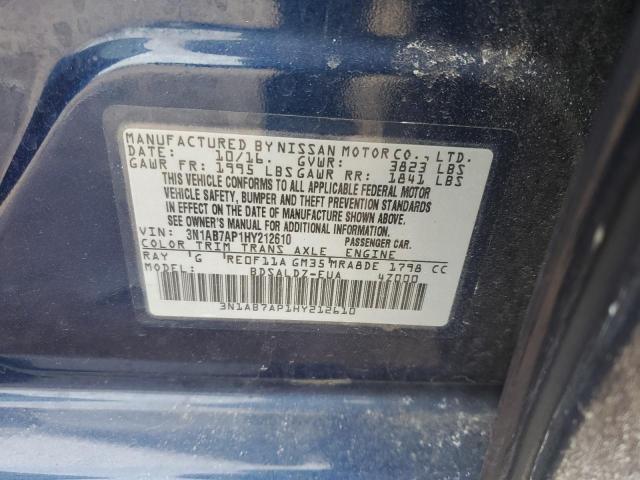 MANUFACTURED BY NISSAN MOTOR CO., LTD.
DATE: 10/16. GVWR: 3823 LBS
GAWR FR: 1995 LBS GAWR RR: 1841 LBS
THIS VEHICLE CONFORMS TO ALL APPLICABLE FEDERAL MOTOR
VEHICLE SAFETY, BUMPER, AND THEFT PREVENTION STANDARDS
IN EFFECT ON THE DATE OF MANUFACTURE SHOWN ABOVE.
SEE OWNER'S MANUAL FOR ADDITIONAL INFORMATION
VIN: 3N1AB7AP1HY212610 PASSENGER CAR.
COLOR TRIM TRANS AXLE ENGINE
RAY G RE0F11A GM35 MRA8DE 1798 CC
BDSALDZ-EUA 47000
3N1AB7AP1HY212610